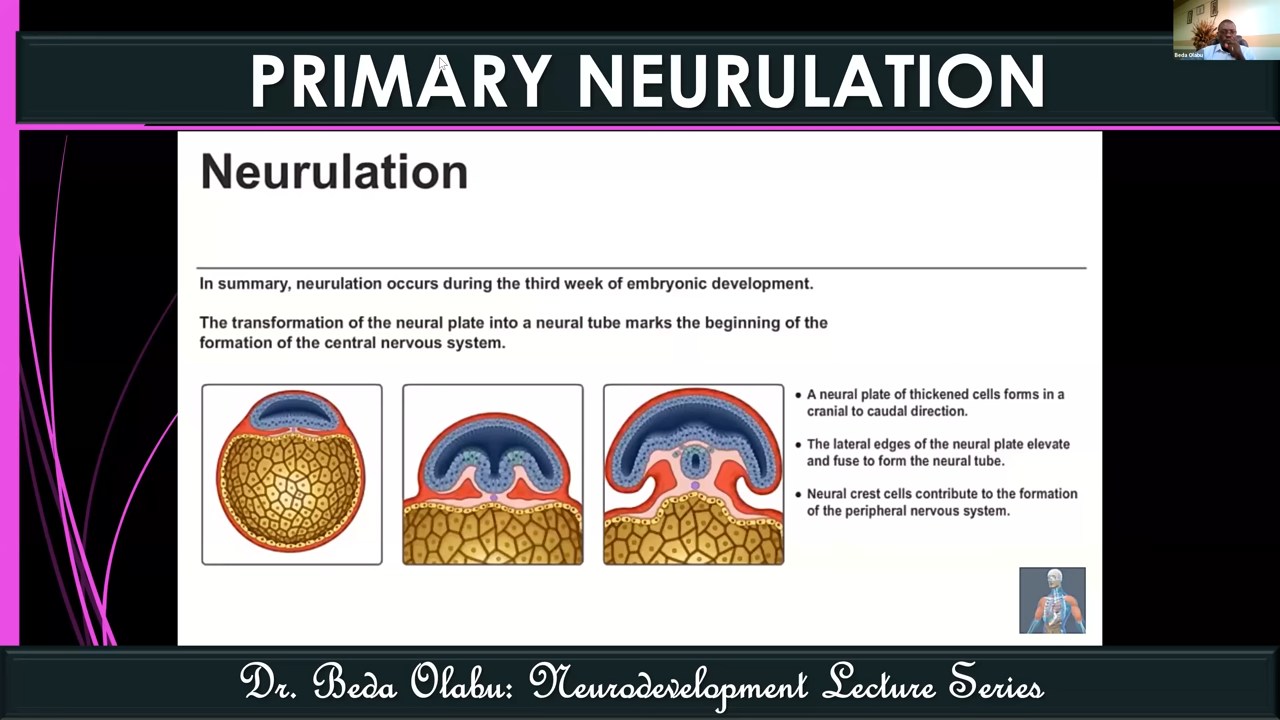 Beda Olabu
PRIMARY NEURULATION
Neurulation
In summary, neurulation occurs during the third week of embryonic development.
The transformation of the neural plate into a neural tube marks the beginning of the
formation of the central nervous system.
• A neural plate of thickened cells forms in a
cranial to caudal direction.
• The lateral edges of the neural plate elevate
and fuse to form the neural tube.
• Neural crest cells contribute to the formation
of the peripheral nervous system.
Dr. Beda Olabu: Neurodevelopment Lecture Series